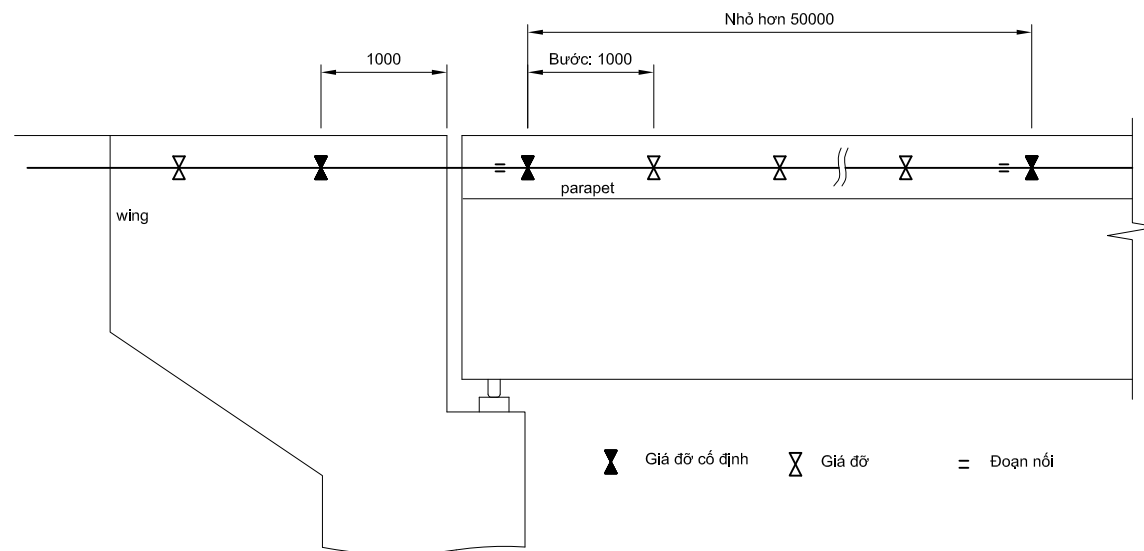 Nhỏ hơn 50000
1000
Bước: 1000
parapet
wing
Giá đỡ cố định
Giá đỡ
Đoạn nối